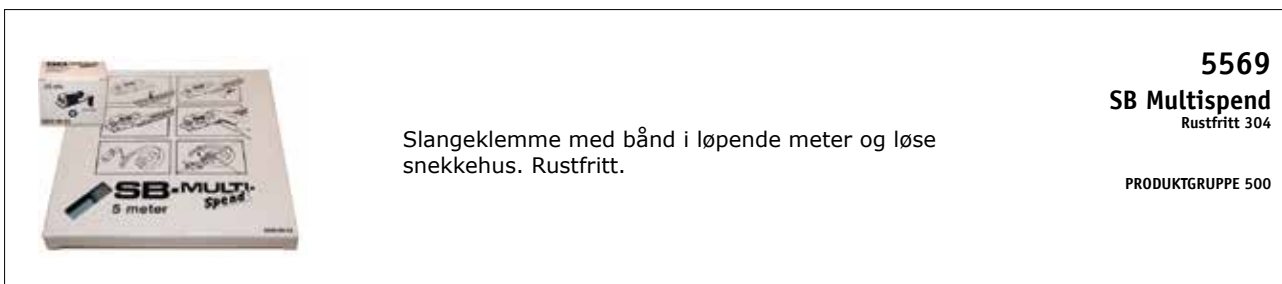 5569
SB Multispend
Rustfritt 304
Slangeklemme med bånd i løpende meter og løse
snekkehus. Rustfritt.
PRODUKTGRUPPE 500
SB-MULTI-
Spend
5 meter